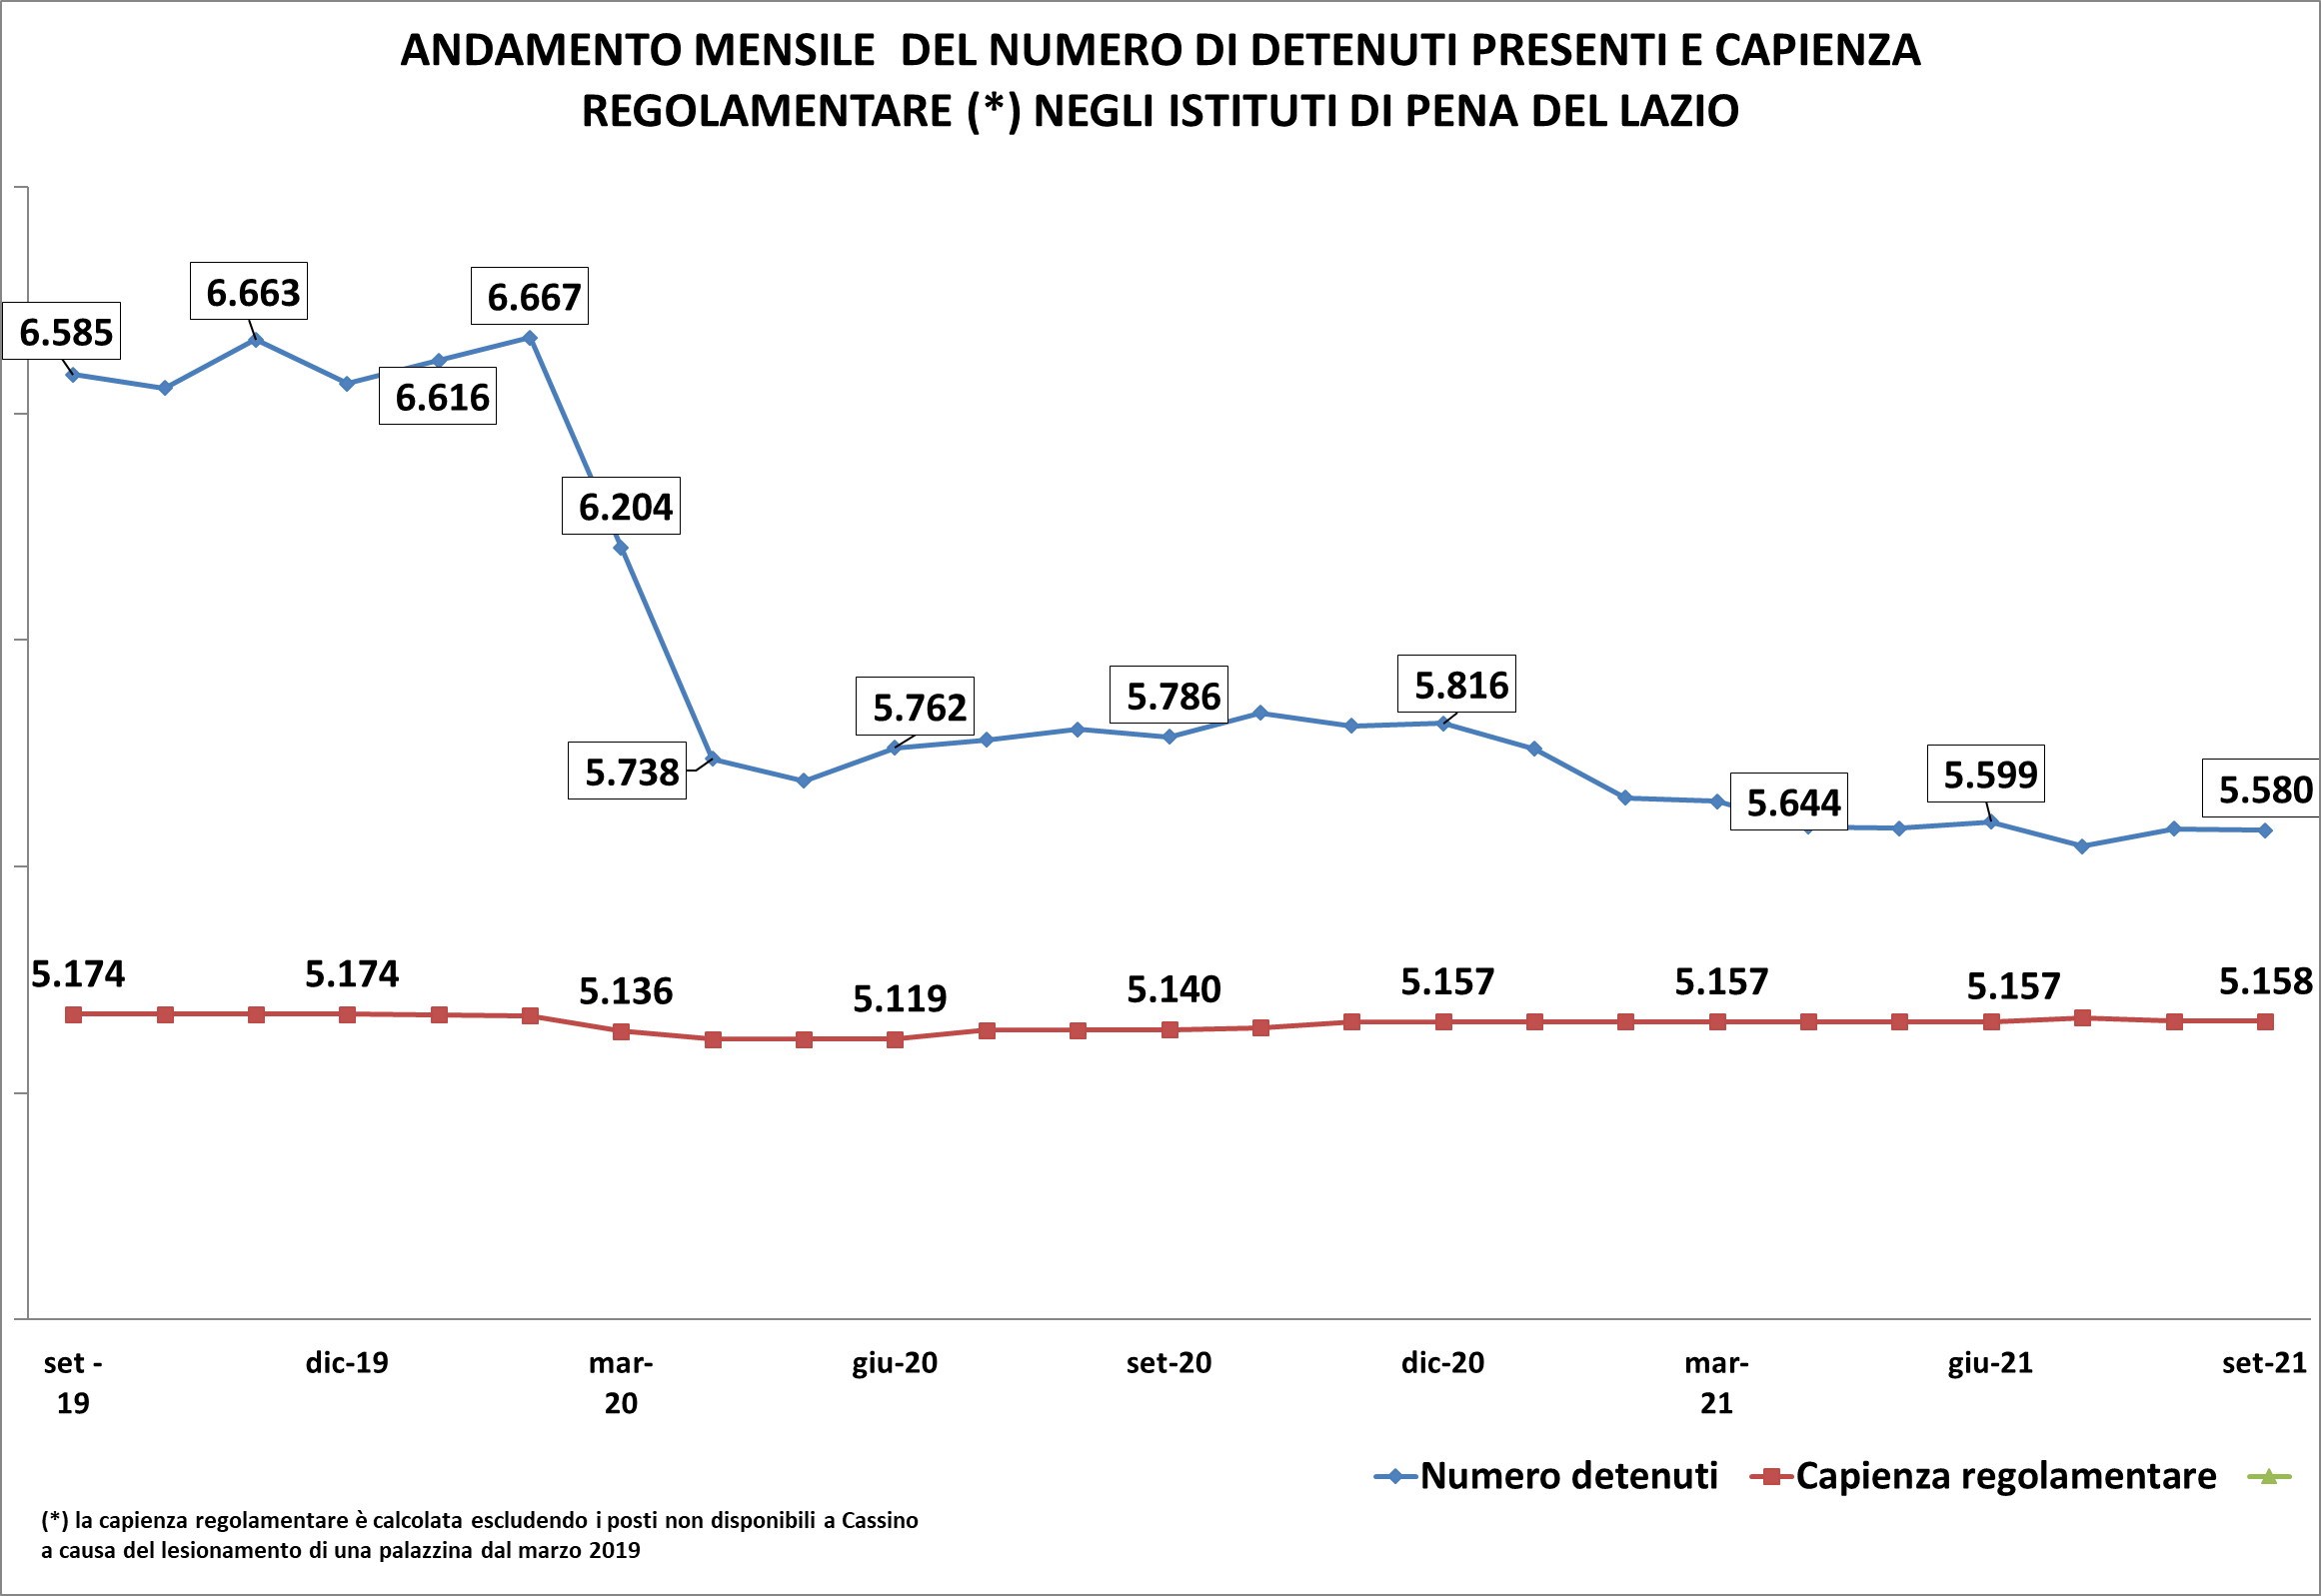 ANDAMENTO MENSILE  DEL NUMERO DI DETENUTI PRESENTI E CAPIENZA
REGOLAMENTARE (*) NEGLI ISTITUTI DI PENA DEL LAZIO
6.585
6.663
6.616
6.667
6.204
5.738
5.762
5.786
5.816
5.644
5.599
5.580
5.174
5.174
5.136
5.119
5.140
5.157
5.157
5.157
5.158
set -
19
dic-19
mar-
20
giu-20
set-20
dic-20
mar-
21
giu-21
set-21
Numero detenuti
Capienza regolamentare
(*) la capienza regolamentare è calcolata escludendo i posti non disponibili a Cassino
a causa del lesionamento di una palazzina dal marzo 2019